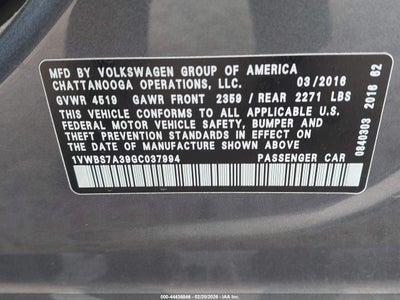 MFD BY VOLKSWAGEN GROUP OF AMERICA
CHATTANOOGA OPERATIONS, LLC. 03/2016
GVWR 4519 GAWR FRONT 2359 / REAR 2271 LBS
THIS VEHICLE CONFORMS TO ALL APPLICABLE U.S.
FEDERAL MOTOR VEHICLE SAFETY, BUMPER, AND
THEFT PREVENTION STANDARDS IN EFFECT ON
THE DATE OF MANUFACTURE SHOWN ABOVE.
1VWBS7A39GC037994 PASSENGER CAR
0840303 2016 62
000-44438046 - 02/20/2026 - IAA Inc.